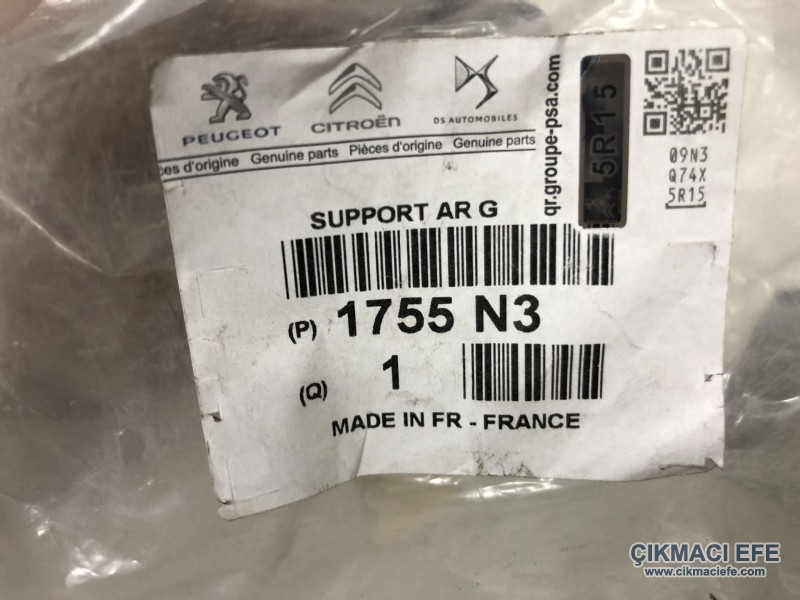 PEUGEOT
CITROËN
DS AUTOMOBILES
ces d'origine Genuine parts Pièces d'origine Genuine parts
qr.groupe-psa.com
5R15
09N3
Q74X
5R15
SUPPORT AR G
(P) 1755 N3
(Q) 1
MADE IN FR - FRANCE
ÇIKMACI EFE
www.cikmaciefe.com